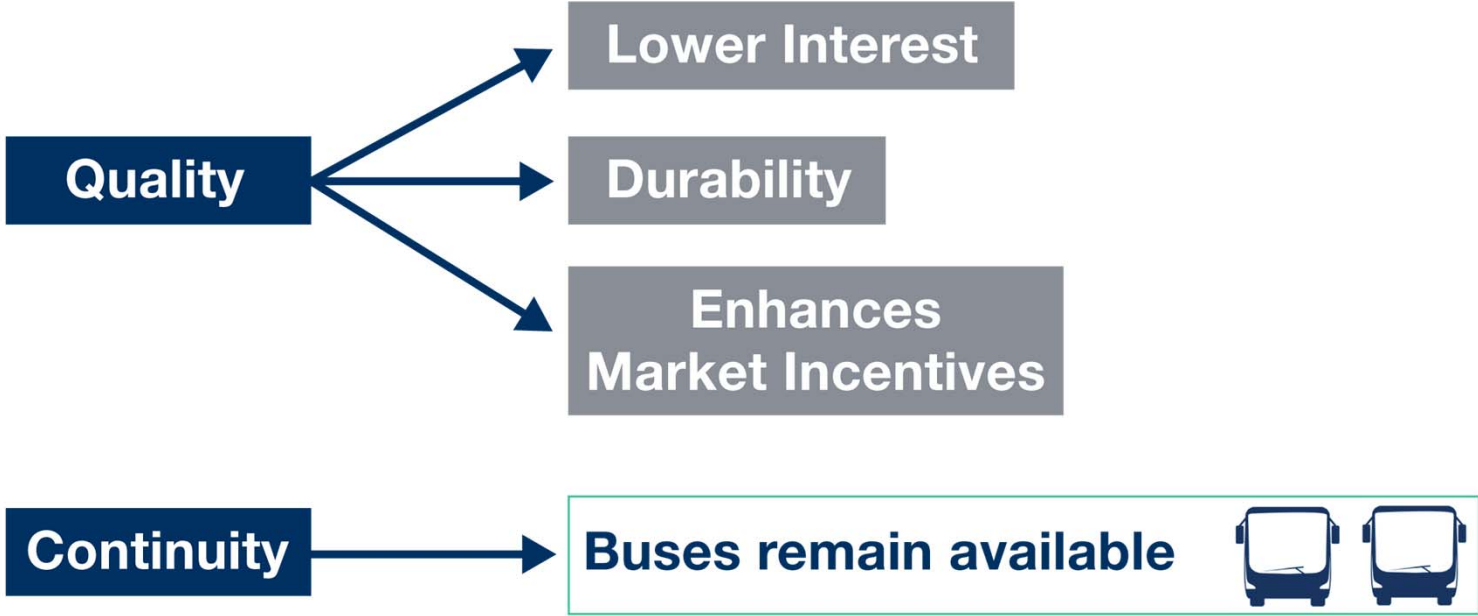 Lower Interest
Quality
Durability
Enhances
Market Incentives
Continuity
Buses remain available